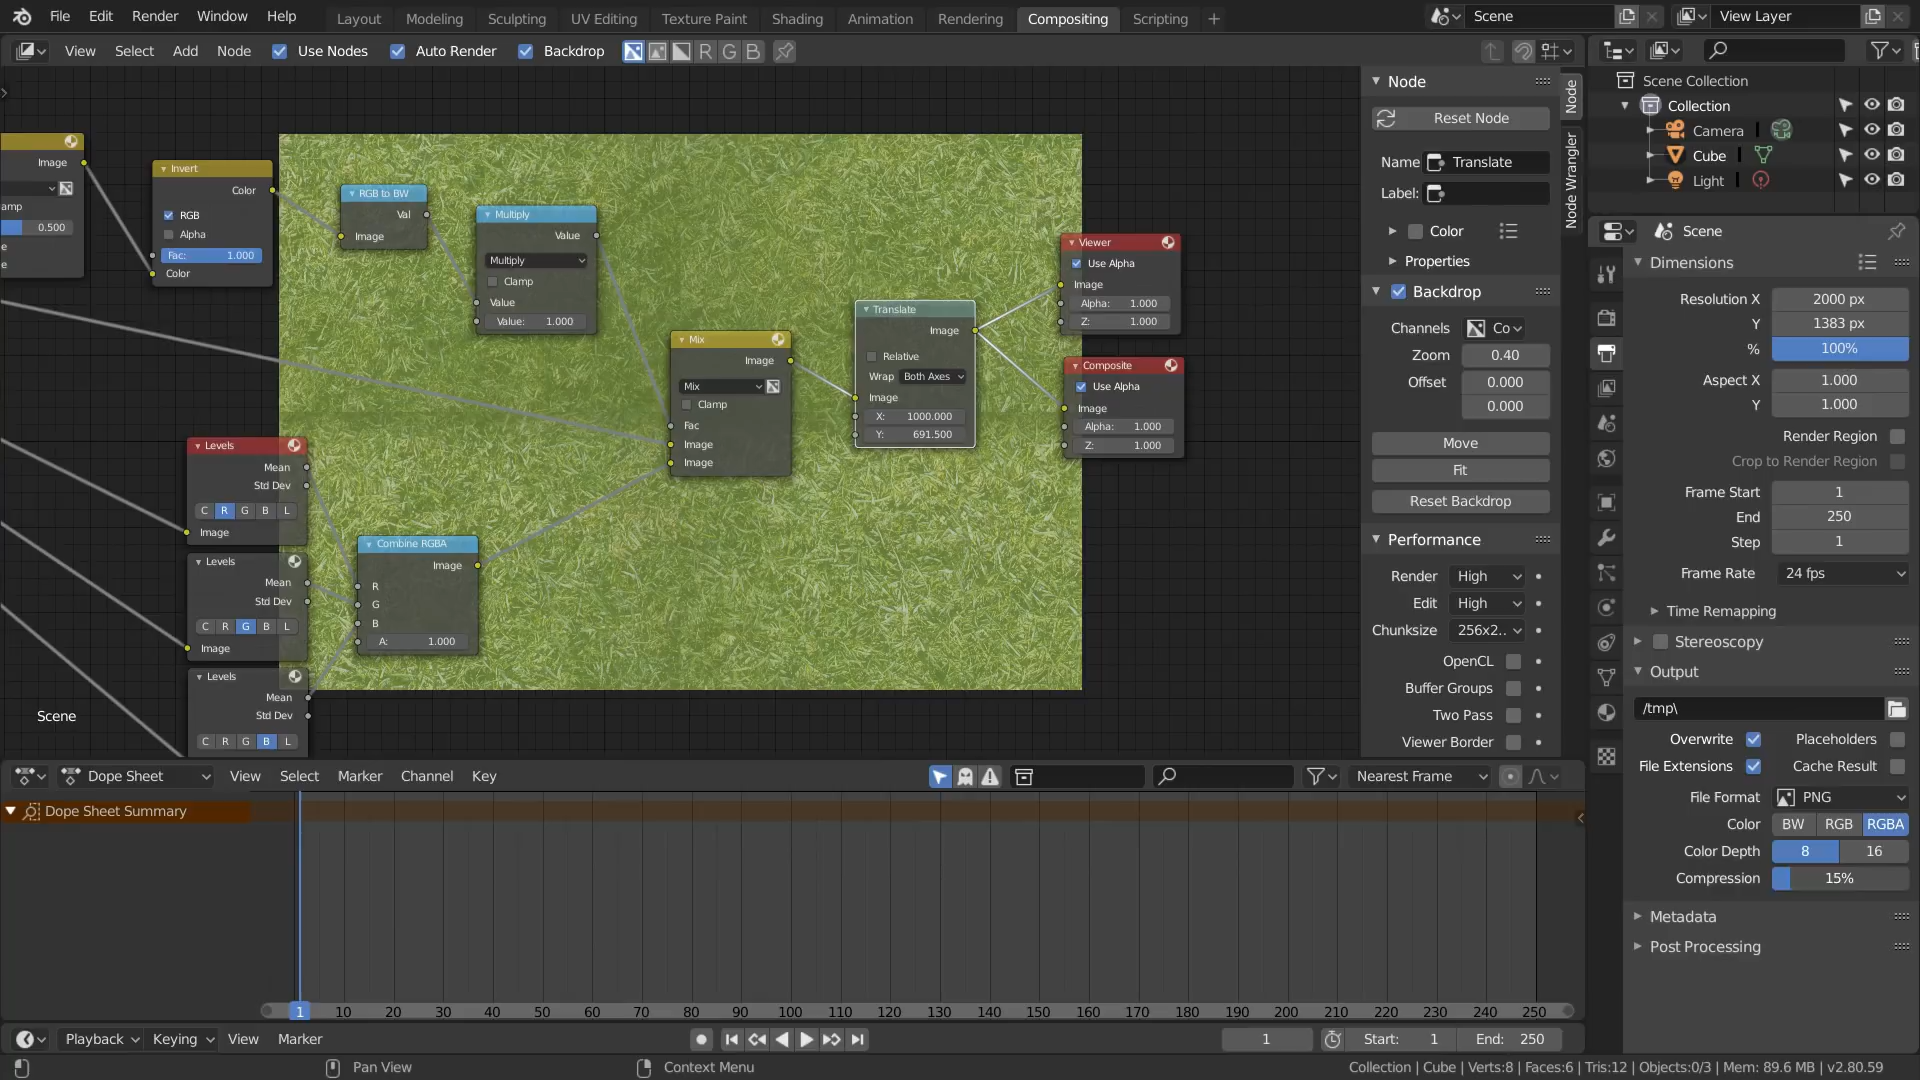 File Edit Render Window Help Layout Modeling Sculpting UV Editing Texture Paint Shading Animation Rendering Compositing Scripting + Scene View Layer
View Select Add Node Use Nodes Auto Render Backdrop R G B
Image
amp
0.500
e
e
Invert
Color
RGB
Alpha
Fac: 1.000
Color
RGB to BW
Val
Image
Multiply
Value
Multiply
Clamp
Value
Value: 1.000
Mix
Image
Mix
Clamp
Fac
Image
Image
Translate
Image
Relative
Wrap Both Axes
Image
X: 1000.000
Y: 691.500
Viewer
Use Alpha
Image
Alpha: 1.000
Z: 1.000
Composite
Use Alpha
Image
Alpha: 1.000
Z: 1.000
Levels
Mean
Std Dev
C R G B L
Image
Levels
Mean
Std Dev
C R G B L
Image
Levels
Mean
Std Dev
C R G B L
Combine RGBA
Image
R
G
B
A: 1.000
Scene
Node
Reset Node
Name Translate
Label:
Color
Properties
Backdrop
Channels Co
Zoom 0.40
Offset 0.000
0.000
Move
Fit
Reset Backdrop
Performance
Render High
Edit High
Chunksize 256x2..
OpenCL
Buffer Groups
Two Pass
Viewer Border
Node
Node Wrangler
Scene Collection
Collection
Camera
Cube
Light
Scene
Dimensions
Resolution X 2000 px
Y 1383 px
% 100%
Aspect X 1.000
Y 1.000
Render Region
Crop to Render Region
Frame Start 1
End 250
Step 1
Frame Rate 24 fps
Time Remapping
Stereoscopy
Output
/tmp\
Overwrite Placeholders
File Extensions Cache Result
File Format PNG
Color BW RGB RGBA
Color Depth 8 16
Compression 15%
Metadata
Post Processing
Dope Sheet View Select Marker Channel Key Nearest Frame
Dope Sheet Summary
1 10 20 30 40 50 60 70 80 90 100 110 120 130 140 150 160 170 180 190 200 210 220 230 240 250
Playback Keying View Marker 1 Start: 1 End: 250
Pan View Context Menu Collection | Cube | Verts:8 | Faces:6 | Tris:12 | Objects:0/3 | Mem: 89.6 MB | v2.80.59